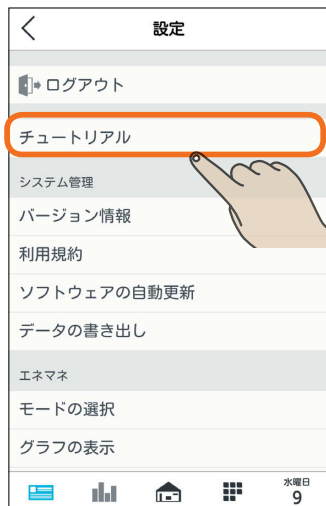 設定
ログアウト
チュートリアル
システム管理
バージョン情報
利用規約
ソフトウェアの自動更新
データの書き出し
エネマネ
モードの選択
グラフの表示
水曜日
9